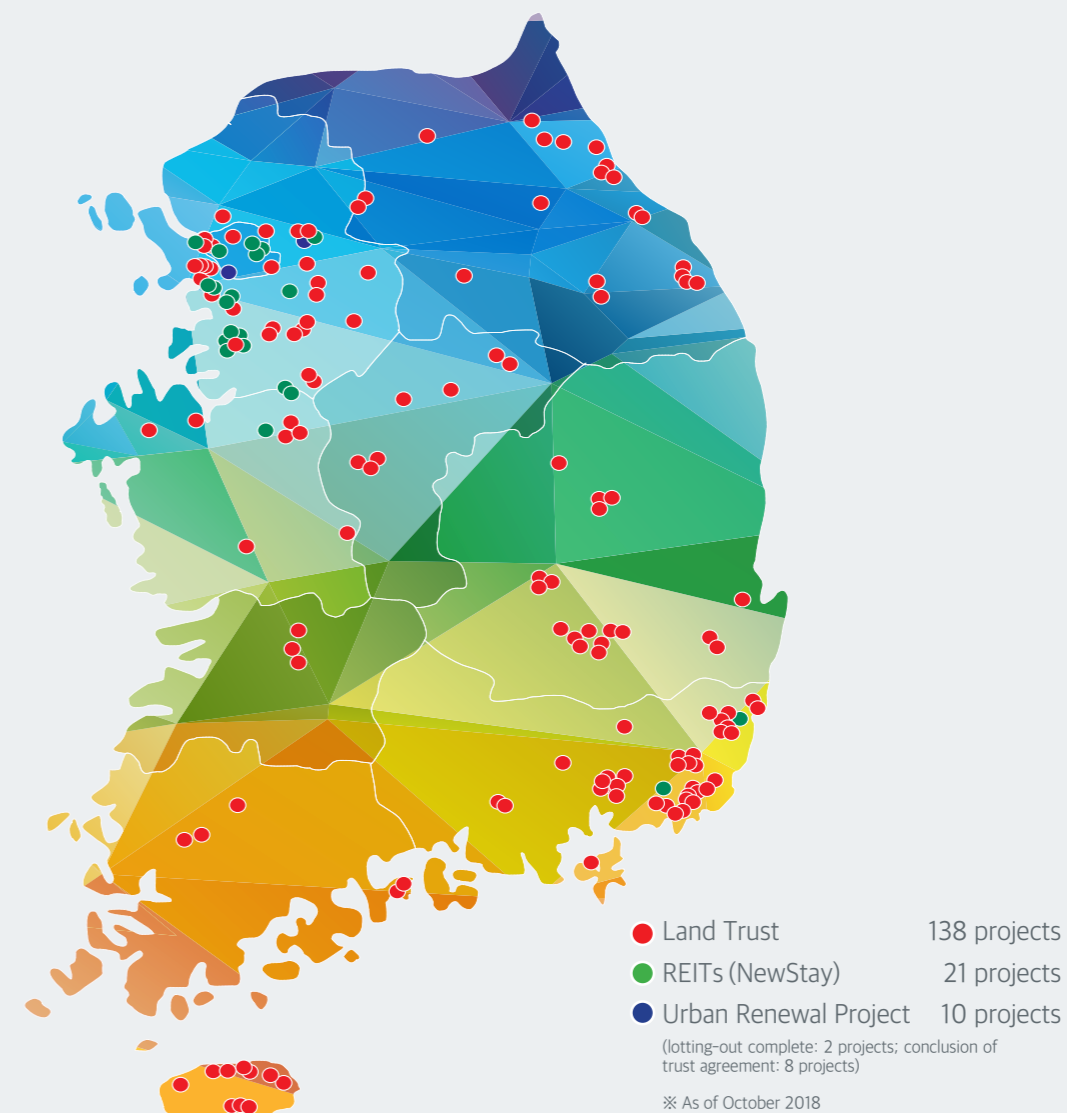 Land Trust 138 projects
REITs (NewStay) 21 projects
Urban Renewal Project 10 projects
(lotting-out complete: 2 projects; conclusion of
trust agreement: 8 projects)
※ As of October 2018